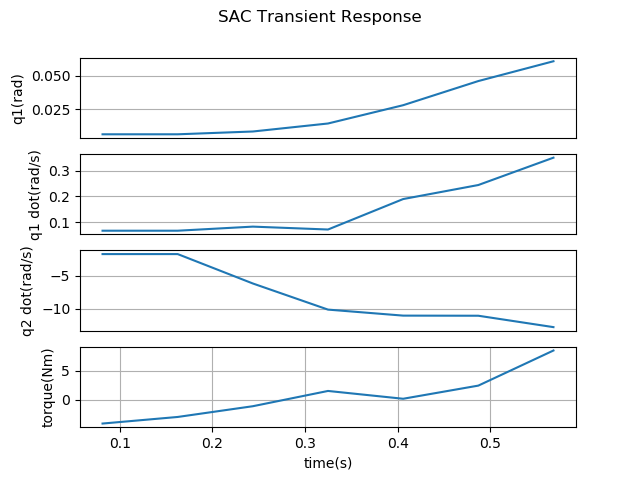 SAC Transient Response
0.050
0.025
q1(rad)
0.3
0.2
0.1
q1 dot(rad/s)
−5
−10
q2 dot(rad/s)
5
0
torque(Nm)
0.1 0.2 0.3 0.4 0.5
time(s)